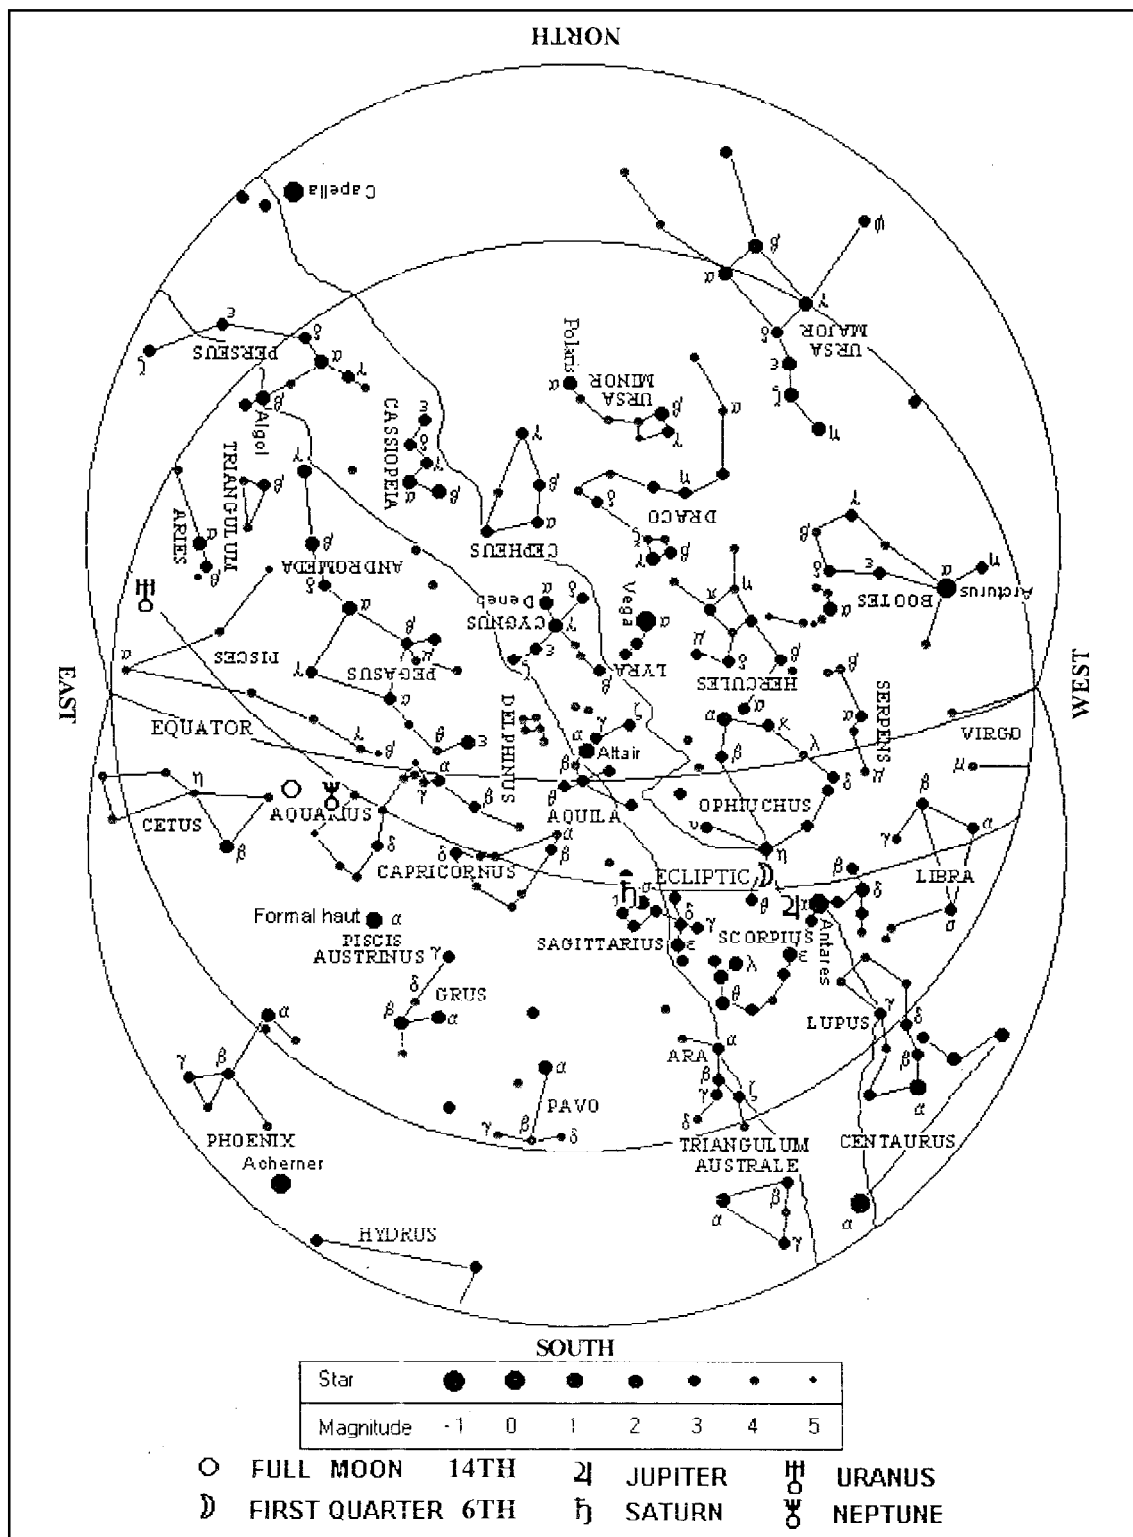 NORTH
Capella
α
β
φ
α
γ
URSA
MAJOR
δ
ε
ζ
η
ε
ζ
PERSEUS
δ
α
γ
β
Algol
Polaris
α
URSA
MINOR
β
γ
CASSIOPEIA
ε
δ
γ
α
β
γ
β
α
CEPHEUS
α
η
δ
DRACO
ξ
γ
β
TRIANGULUM
ARIES
α
β
γ
β
ANDROMEDA
δ
α
γ
β
δ
ε
BOOTES
α
η
Arcturus
α
Deneb
δ
CYGNUS
γ
ε
ζ
β
Vega
α
LYRA
π
η
μ
δ
β
HERCULES
α
α
α
PISCES
γ
PEGASUS
β
μ
α
θ
ε
γ
β
EAST
WEST
EQUATOR
DELPHINUS
ζ
γ
α
Altair
β
θ
AQUILA
α
χ
β
λ
δ
OPHIUCHUS
υ
η
SERPENS
β
α
μ
VIRGO
μ
CETUS
η
β
AQUARIUS
α
γ
β
δ
CAPRICORNUS
δ
α
β
β
γ
α
LIBRA
σ
ECLIPTIC
σ
δ
γ
ε
SAGITTARIUS
θ
SCORPIUS
α
Antares
β
δ
ε
λ
θ
Formal haut
α
PISCIS
AUSTRINUS
γ
δ
GRUS
β
α
LUPUS
γ
δ
β
α
CENTAURUS
α
ARA
α
β
γ
ζ
δ
TRIANGULUM
AUSTRALE
β
α
γ
α
PAVO
γ
β
δ
α
γ
β
PHOENIX
Acherner
HYDRUS
SOUTH
Star
Magnitude -1 0 1 2 3 4 5
FULL MOON 14TH ♃ JUPITER ♅ URANUS
FIRST QUARTER 6TH ♄ SATURN ♆ NEPTUNE